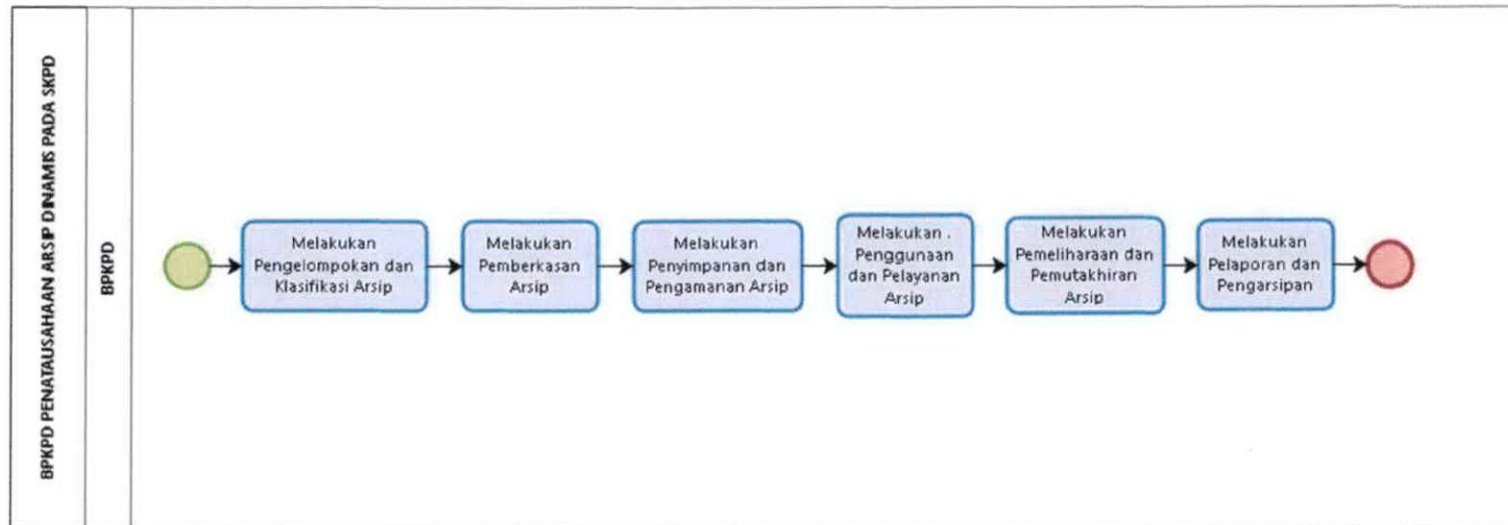 BPKPD PENATAUSAHAAN ARSIP DINAMIS PADA SKPD
BPKPD
Melakukan
Pengelompokan dan
Klasifikasi Arsip
Melakukan
Pemberkasan
Arsip
Melakukan
Penyimpanan dan
Pengamanan Arsip
Melakukan .
Penggunaan
dan Pelayanan
Arsip
Melakukan
Pemeliharaan dan
Pemutakhiran
Arsip
Melakukan
Pelaporan dan
Pengarsipan